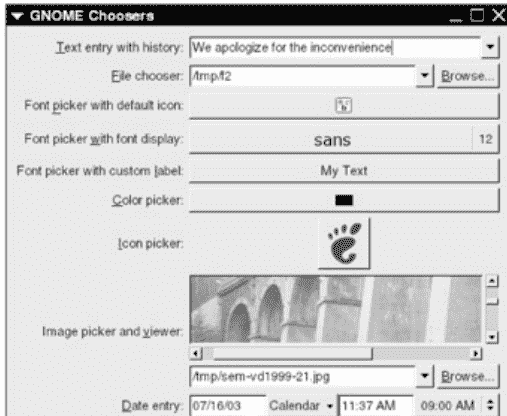 GNOME Choosers
Text entry with history: We apologize for the inconvenience
File chooser: /tmp/f2 Browse...
Font picker with default icon:
Font picker with font display: sans 12
Font picker with custom label: My Text
Color picker:
Icon picker:
Image picker and viewer:
/tmp/sem-vd1999-21.jpg Browse...
Date entry: 07/16/03 Calendar 11:37 AM 09:00 AM